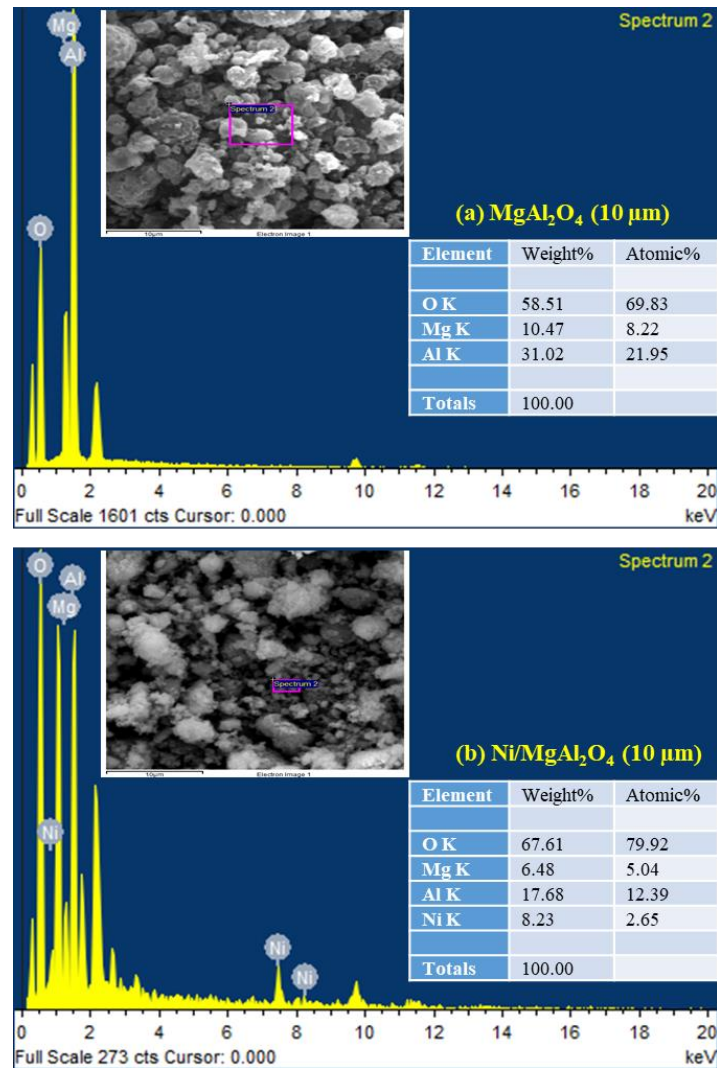 Spectrum 2
Mg
Al
O
Spectrum 2
10µm
Electron Image 1
(a) MgAl₂O₄ (10 µm)
Element Weight% Atomic%
O K 58.51 69.83
Mg K 10.47 8.22
Al K 31.02 21.95
Totals 100.00
0 2 4 6 8 10 12 14 16 18 20
Full Scale 1601 cts Cursor: 0.000 keV
Spectrum 2
O
Al
Mg
Ni
Spectrum 2
10µm
Electron Image 1
(b) Ni/MgAl₂O₄ (10 µm)
Element Weight% Atomic%
O K 67.61 79.92
Mg K 6.48 5.04
Al K 17.68 12.39
Ni K 8.23 2.65
Totals 100.00
Ni
Ni
0 2 4 6 8 10 12 14 16 18 20
Full Scale 273 cts Cursor: 0.000 keV